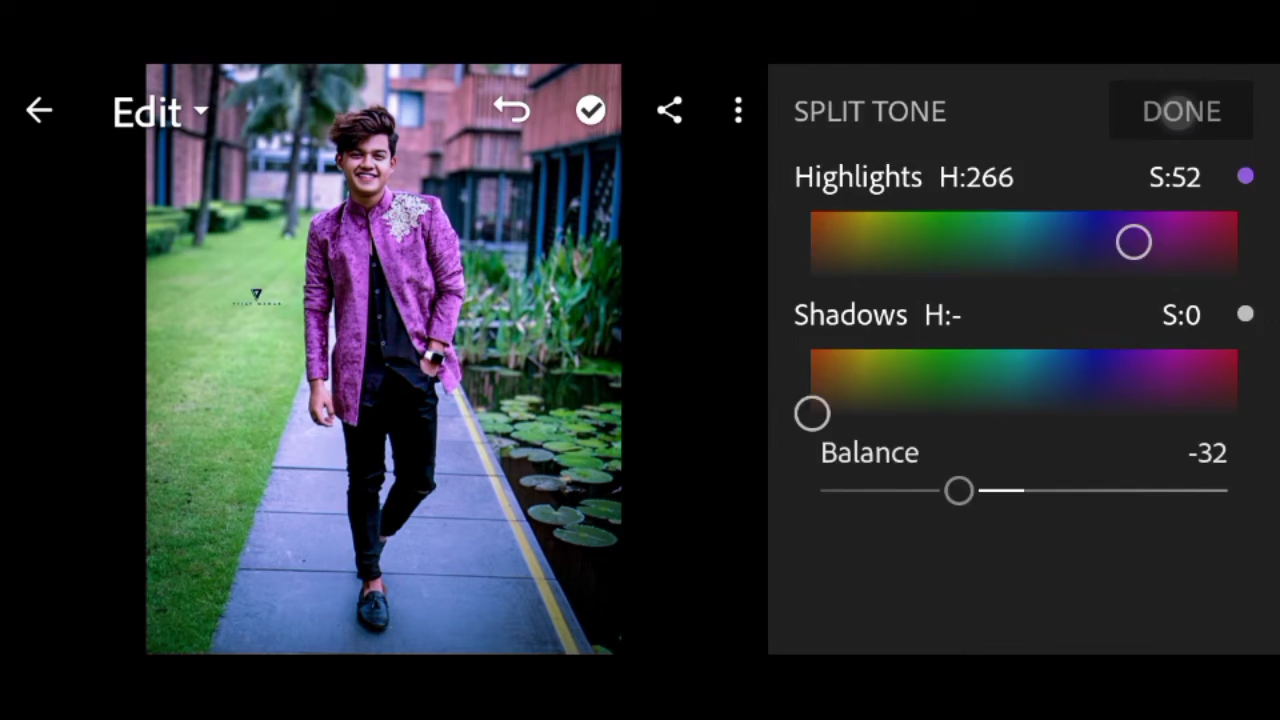 Edit
SPLIT TONE
DONE
Highlights H:266 S:52
Shadows H:- S:0
Balance -32